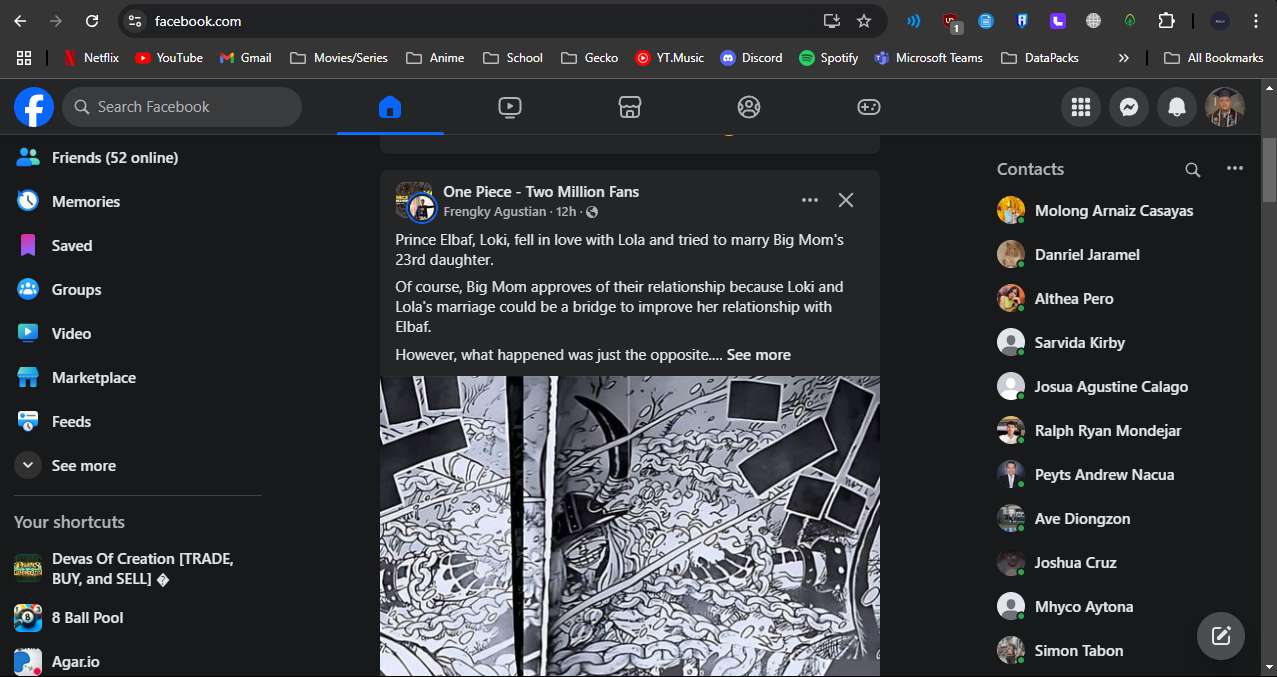 facebook.com
1
Netflix
YouTube
Gmail
Movies/Series
Anime
School
Gecko
YT.Music
Discord
Spotify
Microsoft Teams
DataPacks
All Bookmarks
Search Facebook
Friends (52 online)
Memories
Saved
Groups
Video
Marketplace
Feeds
See more
Your shortcuts
Devas Of Creation [TRADE,
BUY, and SELL] �
8 Ball Pool
Agar.io
One Piece - Two Million Fans
Frengky Agustian · 12h ·
Prince Elbaf, Loki, fell in love with Lola and tried to marry Big Mom's
23rd daughter.
Of course, Big Mom approves of their relationship because Loki and
Lola's marriage could be a bridge to improve her relationship with
Elbaf.
However, what happened was just the opposite.... See more
Contacts
Molong Arnaiz Casayas
Danriel Jaramel
Althea Pero
Sarvida Kirby
Josua Agustine Calago
Ralph Ryan Mondejar
Peyts Andrew Nacua
Ave Diongzon
Joshua Cruz
Mhyco Aytona
Simon Tabon